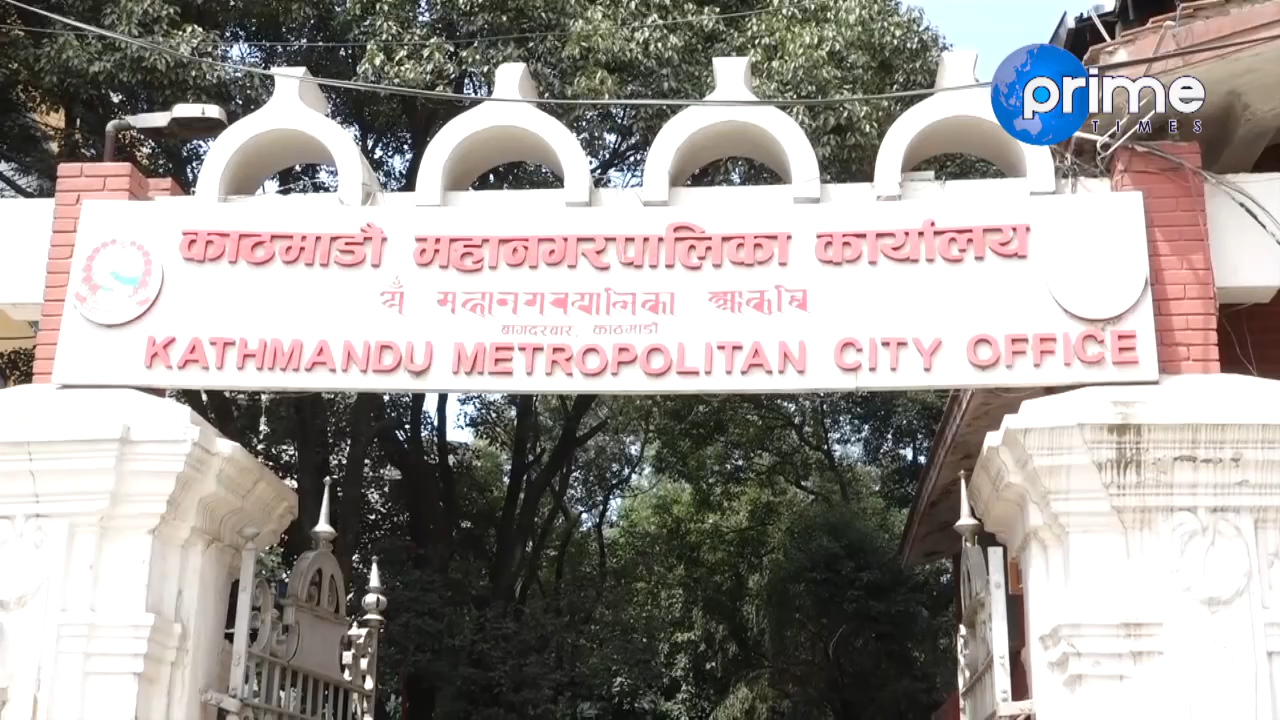 prime
TIMES
काठमाडौं महानगरपालिका कार्यालय
बागदरबार, काठमाडौं
KATHMANDU METROPOLITAN CITY OFFICE